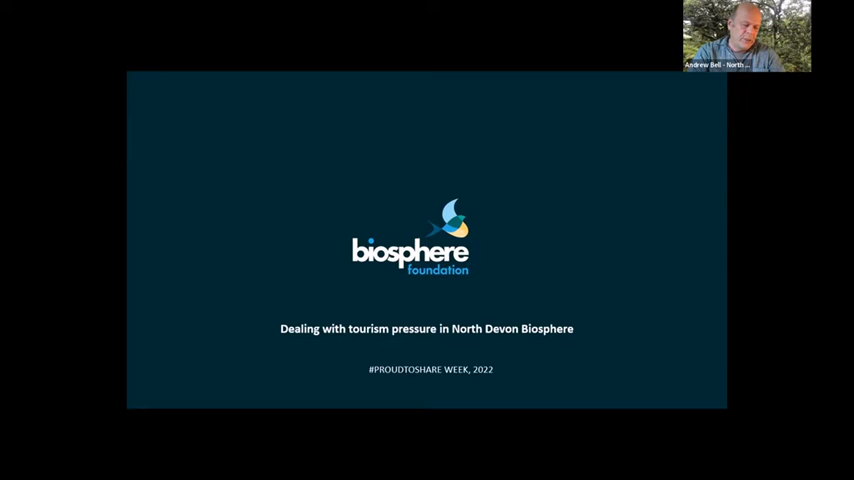 Andrew Bell - North ...
biosphere
foundation
Dealing with tourism pressure in North Devon Biosphere
#PROUDTOSHARE WEEK, 2022